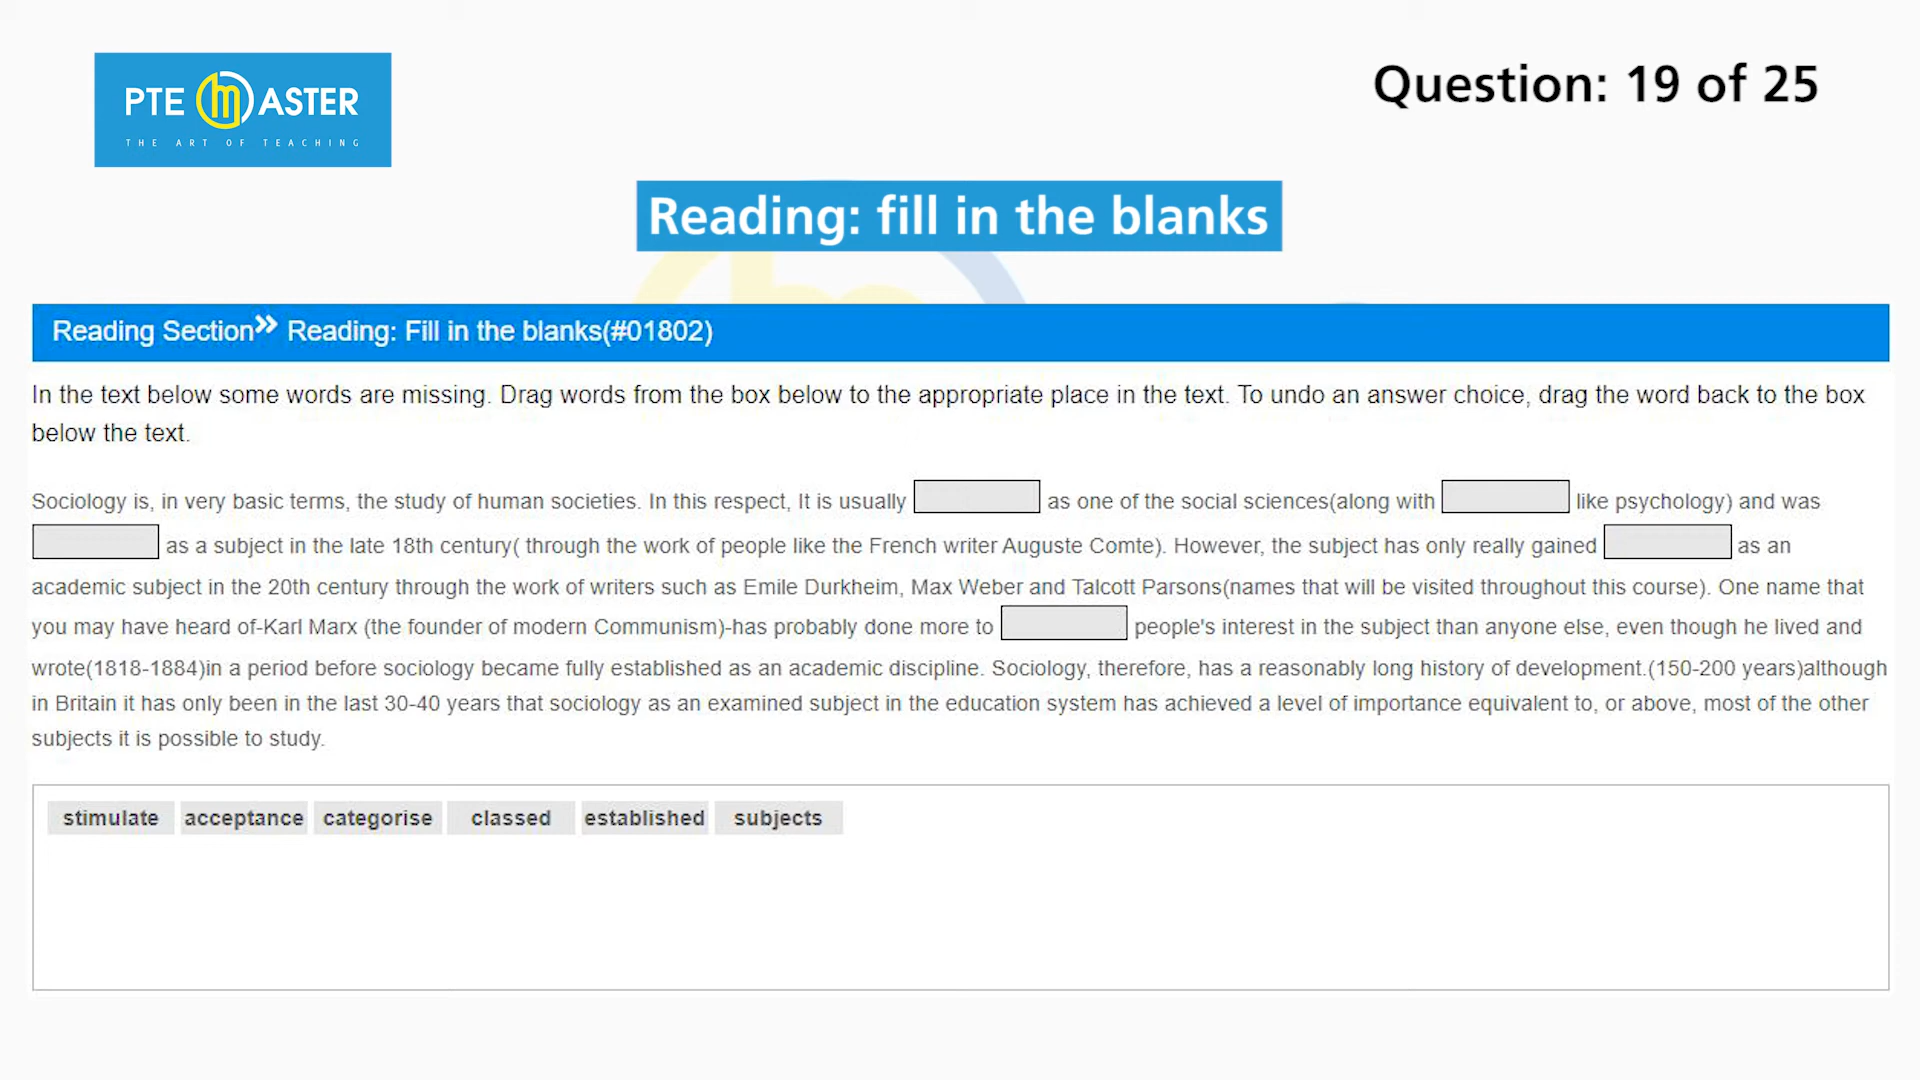 PTE MASTER
THE ART OF TEACHING
Question: 19 of 25
Reading: fill in the blanks
Reading Section» Reading: Fill in the blanks(#01802)
In the text below some words are missing. Drag words from the box below to the appropriate place in the text. To undo an answer choice, drag the word back to the box
below the text.
Sociology is, in very basic terms, the study of human societies. In this respect, It is usually as one of the social sciences(along with like psychology) and was
as a subject in the late 18th century( through the work of people like the French writer Auguste Comte). However, the subject has only really gained as an
academic subject in the 20th century through the work of writers such as Emile Durkheim, Max Weber and Talcott Parsons(names that will be visited throughout this course). One name that
you may have heard of-Karl Marx (the founder of modern Communism)-has probably done more to people's interest in the subject than anyone else, even though he lived and
wrote(1818-1884)in a period before sociology became fully established as an academic discipline. Sociology, therefore, has a reasonably long history of development.(150-200 years)although
in Britain it has only been in the last 30-40 years that sociology as an examined subject in the education system has achieved a level of importance equivalent to, or above, most of the other
subjects it is possible to study.
stimulate acceptance categorise classed established subjects